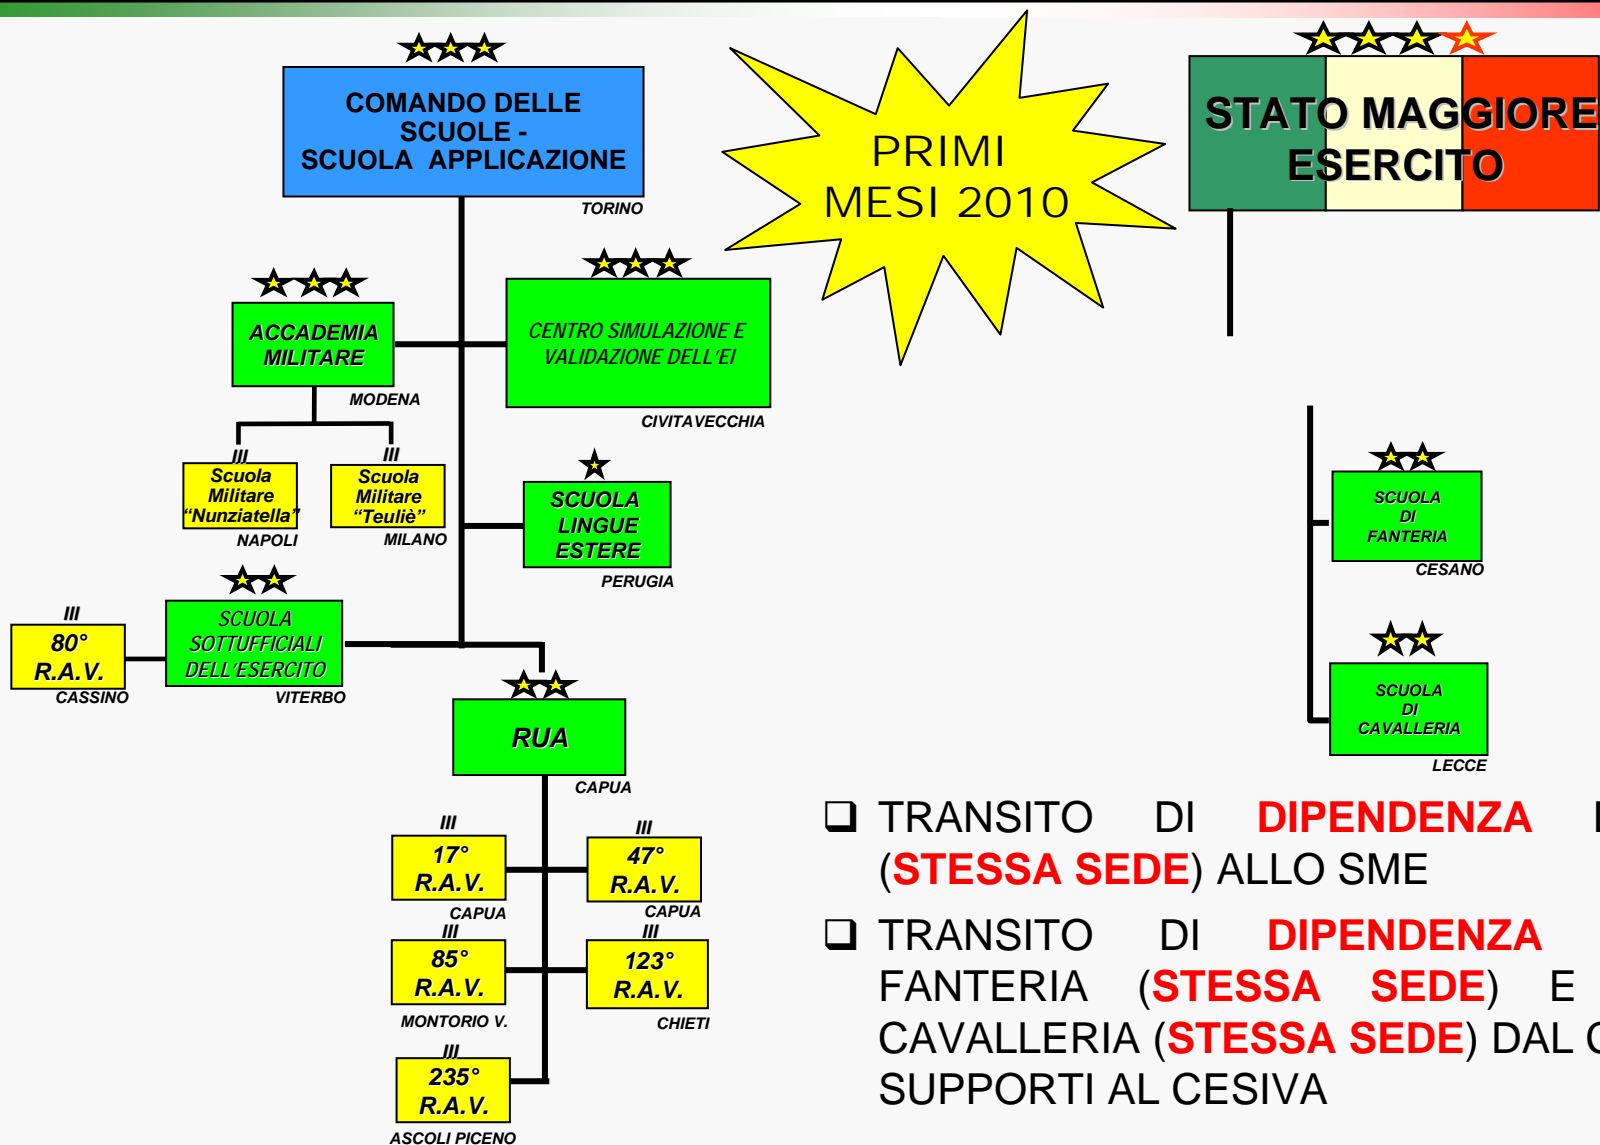 COMANDO DELLE
SCUOLE -
SCUOLA APPLICAZIONE
TORINO
PRIMI
MESI 2010
STATO MAGGIORE
ESERCITO
ACCADEMIA
MILITARE
MODENA
CENTRO SIMULAZIONE E
VALIDAZIONE DELL'EI
CIVITAVECCHIA
III
Scuola
Militare
“Nunziatella”
NAPOLI
III
Scuola
Militare
“Teuliè”
MILANO
SCUOLA
LINGUE
ESTERE
PERUGIA
SCUOLA
DI
FANTERIA
CESANO
III
80°
R.A.V.
CASSINO
SCUOLA
SOTTUFFICIALI
DELL'ESERCITO
VITERBO
SCUOLA
DI
CAVALLERIA
LECCE
RUA
CAPUA
III
17°
R.A.V.
CAPUA
III
47°
R.A.V.
CAPUA
III
85°
R.A.V.
MONTORIO V.
III
123°
R.A.V.
CHIETI
III
235°
R.A.V.
ASCOLI PICENO
TRANSITO DI DIPENDENZA
(STESSA SEDE) ALLO SME
TRANSITO DI DIPENDENZA
FANTERIA (STESSA SEDE) E
CAVALLERIA (STESSA SEDE) DAL
SUPPORTI AL CESIVA